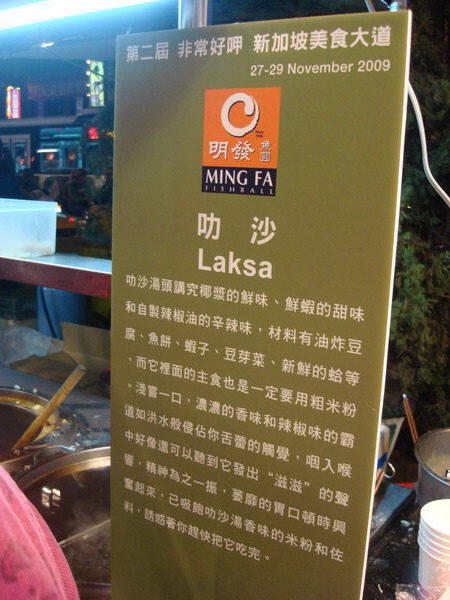 第二屆 非常好呷 新加坡美食大道
27-29 November 2009
明發 魚圓
MING FA
FISHBALL
叻沙
Laksa
叻沙湯頭講究椰漿的鮮味、鮮蝦的甜味
和自製辣椒油的辛辣味，材料有油炸豆
腐、魚餅、蝦子、豆芽菜、新鮮的蛤等
，而它裡面的主食也是一定要用粗米粉
。淺嘗一口，濃濃的香味和辣椒味的霸
道如洪水般侵佔你舌蕾的觸覺，咽入喉
中好像還可以聽到它發出“滋滋”的聲
響，精神為之一振，萎靡的胃口頓時興
奮起來，己吸飽叻沙湯香味的米粉和佐
料，誘惑著你趕快把它吃完。